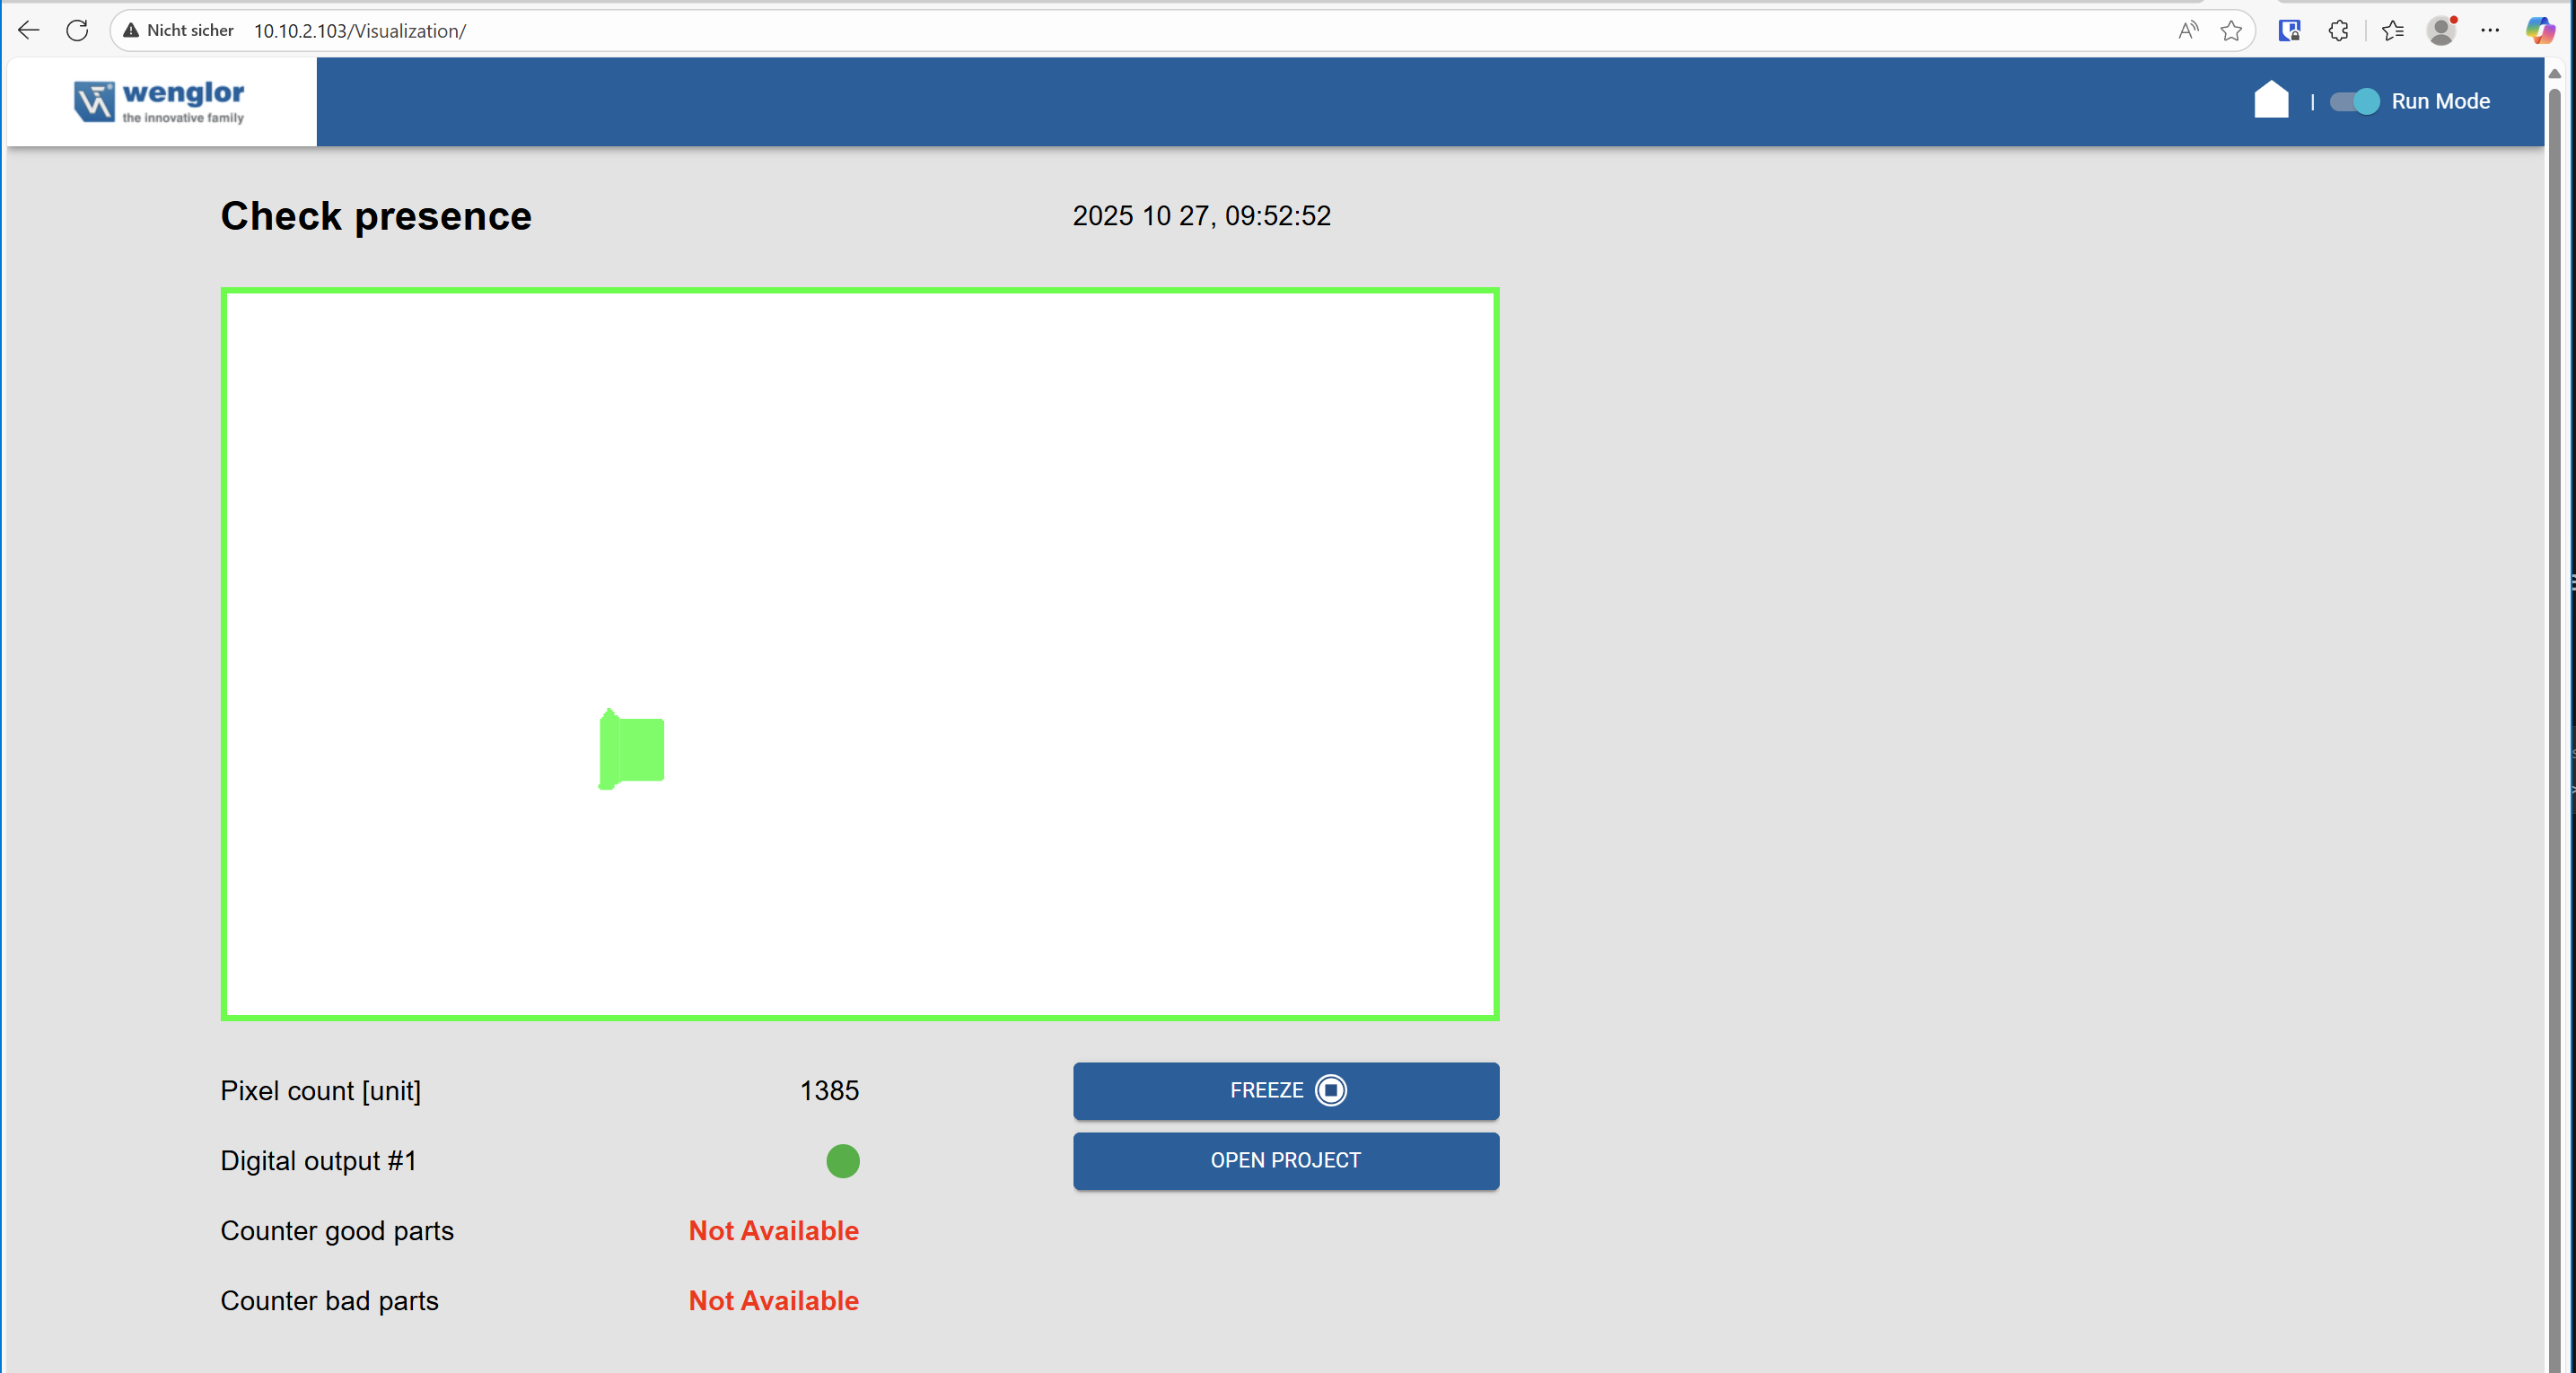 Nicht sicher 10.10.2.103/Visualization/
wenglor
the innovative family
| Run Mode
Check presence
2025 10 27, 09:52:52
Pixel count [unit] 1385
FREEZE
Digital output #1
OPEN PROJECT
Counter good parts Not Available
Counter bad parts Not Available